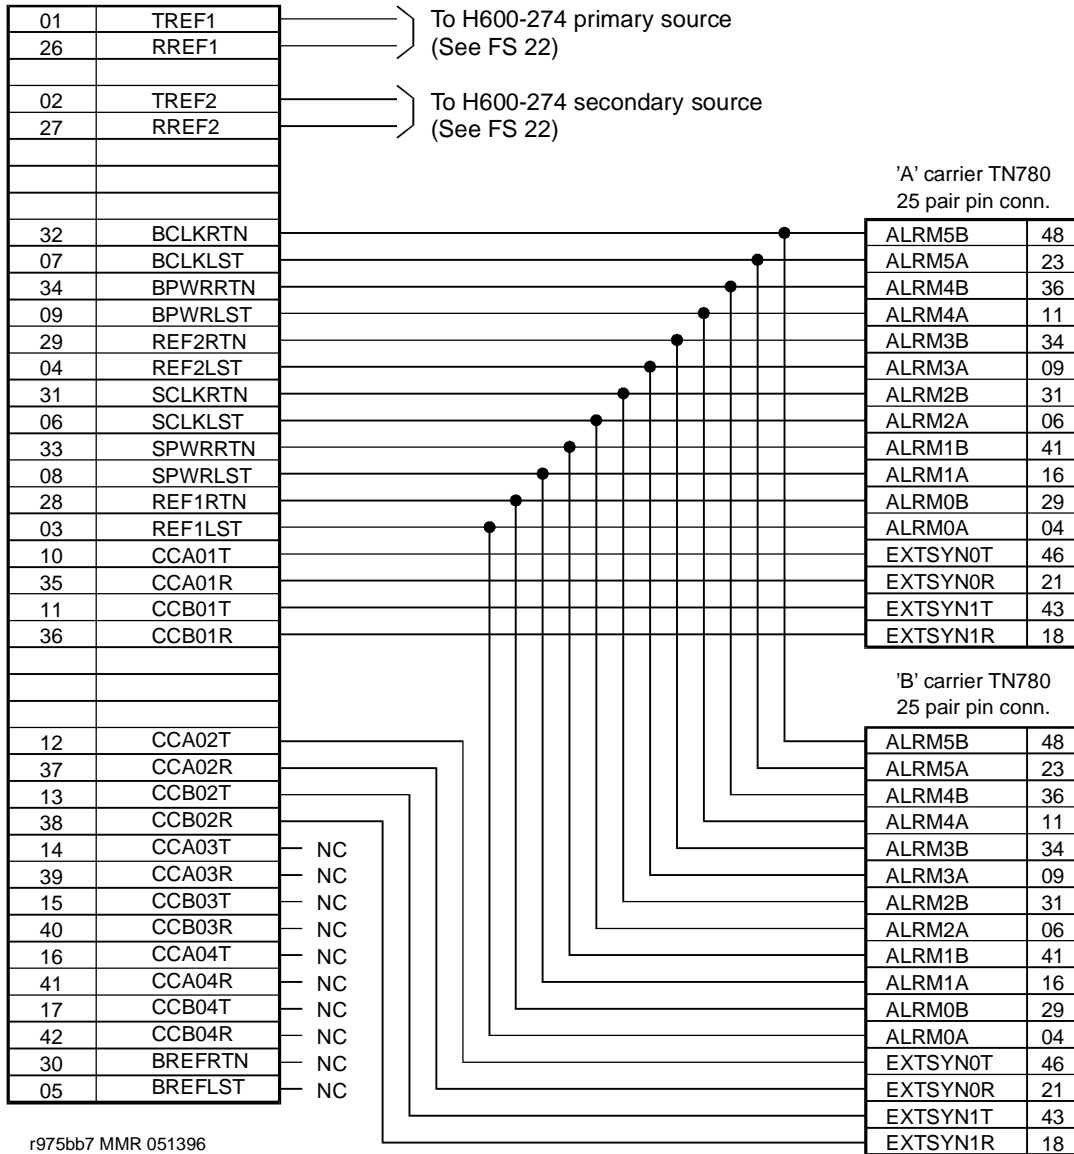 01 TREF1
26 RREF1
To H600-274 primary source
(See FS 22)
02 TREF2
27 RREF2
To H600-274 secondary source
(See FS 22)
'A' carrier TN780
25 pair pin conn.
32 BCLKRTN ALRM5B 48
07 BCLKLST ALRM5A 23
34 BPWRRTN ALRM4B 36
09 BPWRLST ALRM4A 11
29 REF2RTN ALRM3B 34
04 REF2LST ALRM3A 09
31 SCLKRTN ALRM2B 31
06 SCLKLST ALRM2A 06
33 SPWRRTN ALRM1B 41
08 SPWRLST ALRM1A 16
28 REF1RTN ALRM0B 29
03 REF1LST ALRM0A 04
10 CCA01T EXTSYN0T 46
35 CCA01R EXTSYN0R 21
11 CCB01T EXTSYN1T 43
36 CCB01R EXTSYN1R 18
'B' carrier TN780
25 pair pin conn.
12 CCA02T ALRM5B 48
37 CCA02R ALRM5A 23
13 CCB02T ALRM4B 36
38 CCB02R ALRM4A 11
14 CCA03T NC ALRM3B 34
39 CCA03R NC ALRM3A 09
15 CCB03T NC ALRM2B 31
40 CCB03R NC ALRM2A 06
16 CCA04T NC ALRM1B 41
41 CCA04R NC ALRM1A 16
17 CCB04T NC ALRM0B 29
42 CCB04R NC ALRM0A 04
30 BREFRTN NC EXTSYN0T 46
05 BREFLST NC EXTSYN0R 21
EXTSYN1T 43
EXTSYN1R 18
r975bb7 MMR 051396